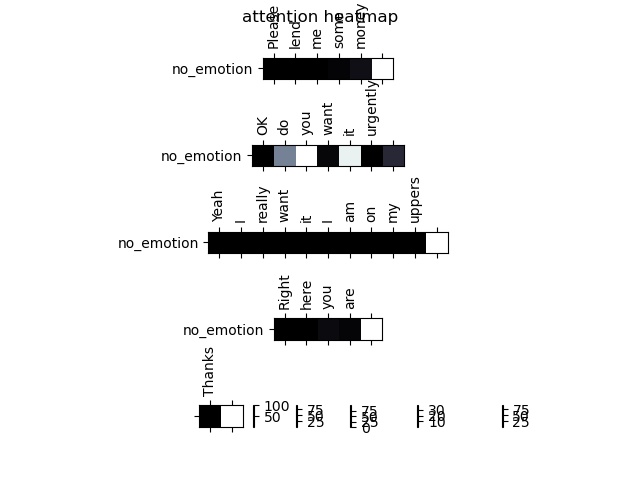 attention heatmap
Please lend me some money
no_emotion
OK do you want it urgently
no_emotion
Yeah I really want it I am on my uppers
no_emotion
Right here you are
no_emotion
Thanks
100 75 75 30 75
50 50 50 20 50
25 25 10 25
0